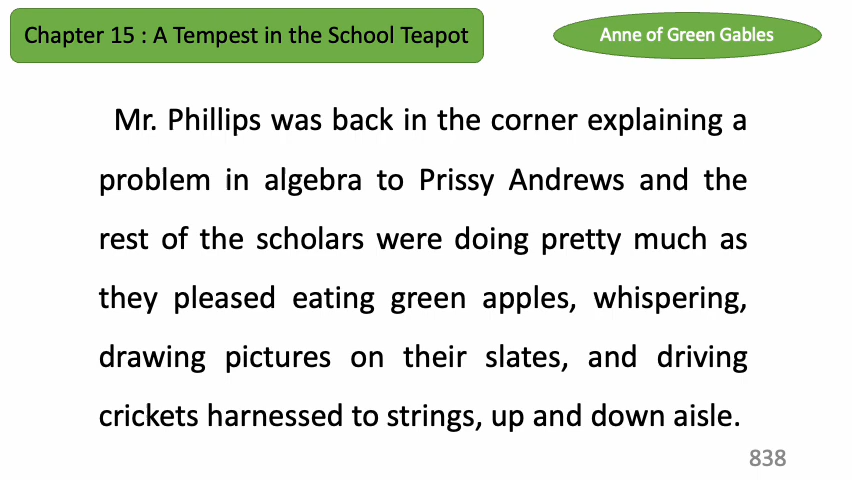 Chapter 15 : A Tempest in the School Teapot
Anne of Green Gables
Mr. Phillips was back in the corner explaining a
problem in algebra to Prissy Andrews and the
rest of the scholars were doing pretty much as
they pleased eating green apples, whispering,
drawing pictures on their slates, and driving
crickets harnessed to strings, up and down aisle.
838